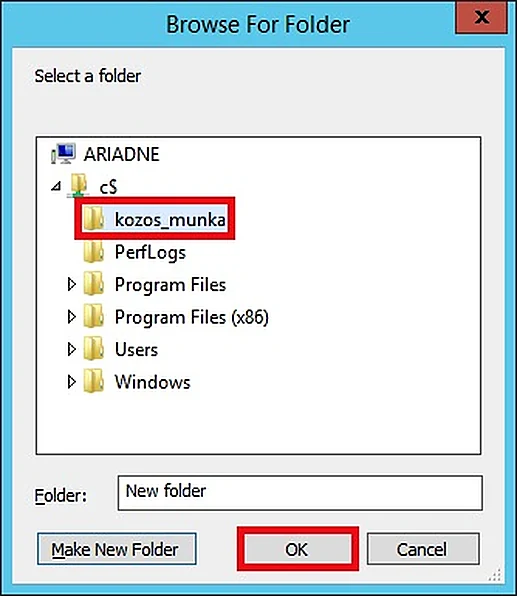 Browse For Folder
X
Select a folder
ARIADNE
c$
kozos_munka
PerfLogs
Program Files
Program Files (x86)
Users
Windows
Folder: New folder
Make New Folder OK Cancel